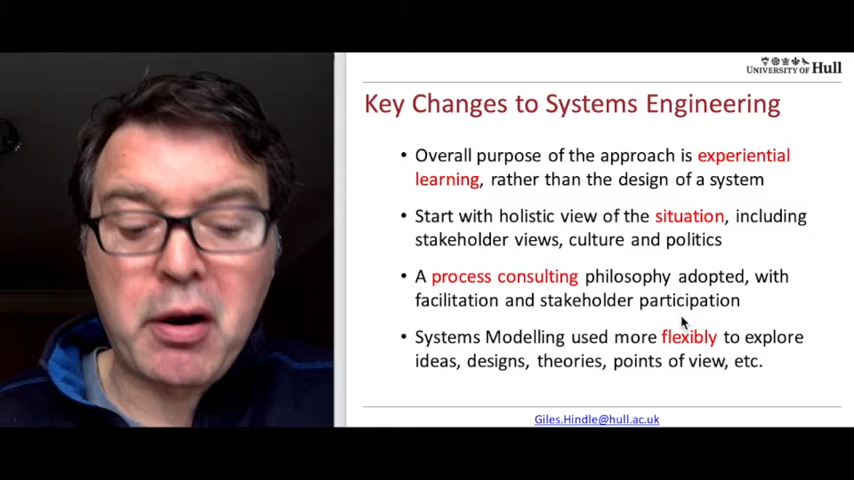 UNIVERSITY OF Hull
Key Changes to Systems Engineering
• Overall purpose of the approach is experiential
learning, rather than the design of a system
• Start with holistic view of the situation, including
stakeholder views, culture and politics
• A process consulting philosophy adopted, with
facilitation and stakeholder participation
• Systems Modelling used more flexibly to explore
ideas, designs, theories, points of view, etc.
Giles.Hindle@hull.ac.uk